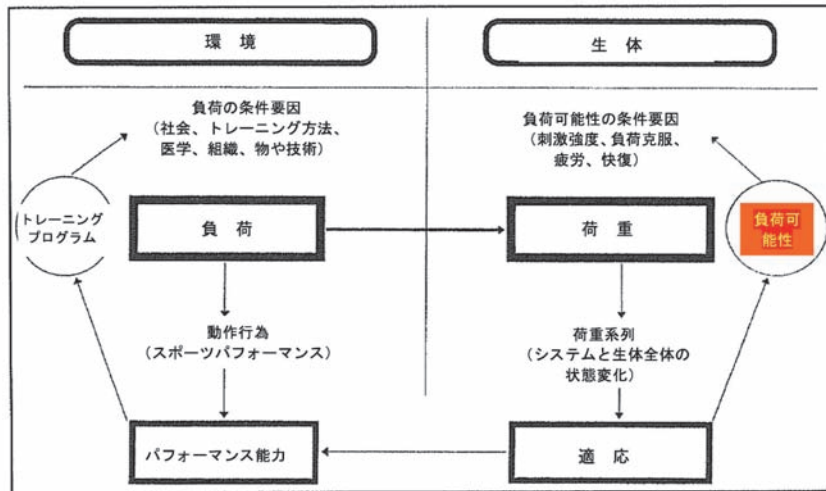 環 境
生 体
負荷の条件要因
(社会、トレーニング方法、
医学、組織、物や技術)
負荷可能性の条件要因
(刺激強度、負荷克服、
疲労、快復)
トレーニング
プログラム
負 荷
荷 重
負荷可
能性
動作行為
(スポーツパフォーマンス)
荷重系列
(システムと生体全体の
状態変化)
パフォーマンス能力
適 応